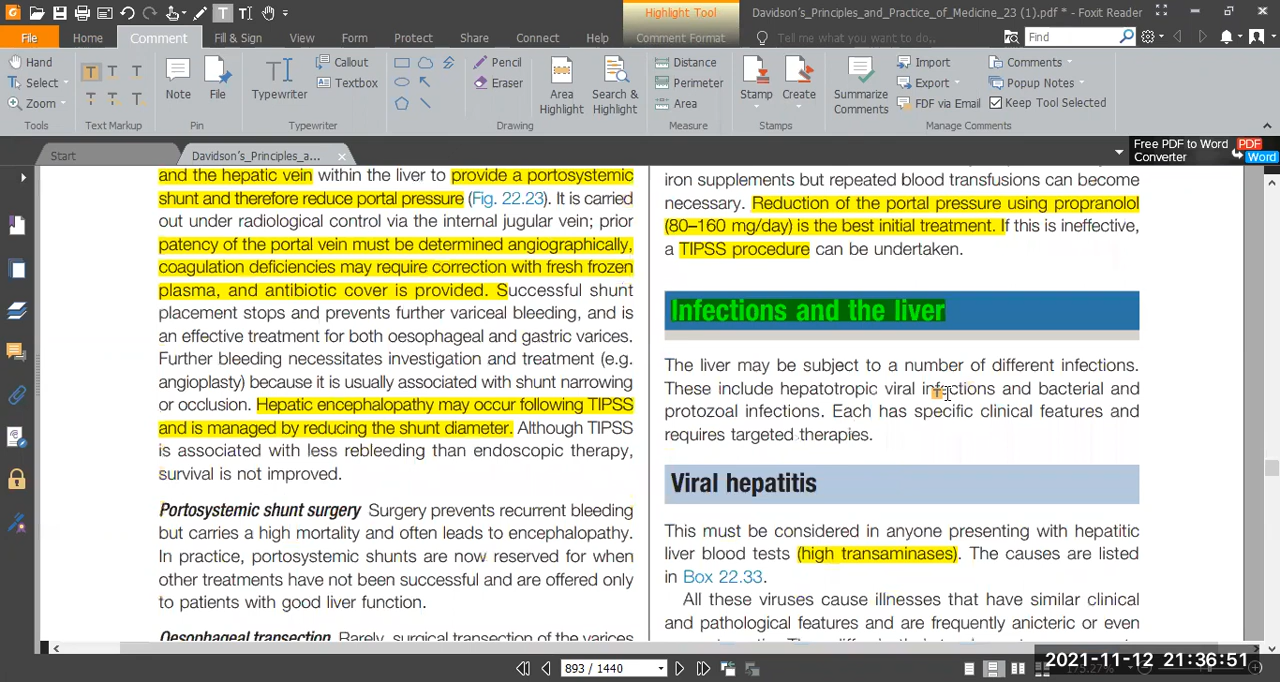 Highlight Tool
Davidson's_Principles_and_Practice_of_Medicine_23 (1).pdf * - Foxit Reader
File
Home
Comment
Fill & Sign
View
Form
Protect
Share
Connect
Help
Comment Format
Tell me what you want to do..
Find
Hand
Select
Zoom
Tools
Text Markup
Note
File
Pin
Typewriter
Callout
Textbox
Typewriter
Pencil
Eraser
Drawing
Area
Highlight
Search &
Highlight
Distance
Perimeter
Area
Measure
Stamp
Create
Stamps
Summarize
Comments
Import
Export
FDF via Email
Comments
Popup Notes
Keep Tool Selected
Manage Comments
Start
Davidson's_Principles_a...
Free PDF to Word
Converter
PDF
Word
and the hepatic vein within the liver to provide a portosystemic
shunt and therefore reduce portal pressure (Fig. 22.23). It is carried
out under radiological control via the internal jugular vein; prior
patency of the portal vein must be determined angiographically,
coagulation deficiencies may require correction with fresh frozen
plasma, and antibiotic cover is provided. Successful shunt
placement stops and prevents further variceal bleeding, and is
an effective treatment for both oesophageal and gastric varices.
Further bleeding necessitates investigation and treatment (e.g.
angioplasty) because it is usually associated with shunt narrowing
or occlusion. Hepatic encephalopathy may occur following TIPSS
and is managed by reducing the shunt diameter. Although TIPSS
is associated with less rebleeding than endoscopic therapy,
survival is not improved.
Portosystemic shunt surgery Surgery prevents recurrent bleeding
but carries a high mortality and often leads to encephalopathy.
In practice, portosystemic shunts are now reserved for when
other treatments have not been successful and are offered only
to patients with good liver function.
Oesophageal transection Rarely, surgical transection of the varices
iron supplements but repeated blood transfusions can become
necessary. Reduction of the portal pressure using propranolol
(80–160 mg/day) is the best initial treatment. If this is ineffective,
a TIPSS procedure can be undertaken.
Infections and the liver
The liver may be subject to a number of different infections.
These include hepatotropic viral infections and bacterial and
protozoal infections. Each has specific clinical features and
requires targeted therapies.
Viral hepatitis
This must be considered in anyone presenting with hepatitic
liver blood tests (high transaminases). The causes are listed
in Box 22.33.
All these viruses cause illnesses that have similar clinical
and pathological features and are frequently anicteric or even
893 / 1440
2021-11-12 21:36:51